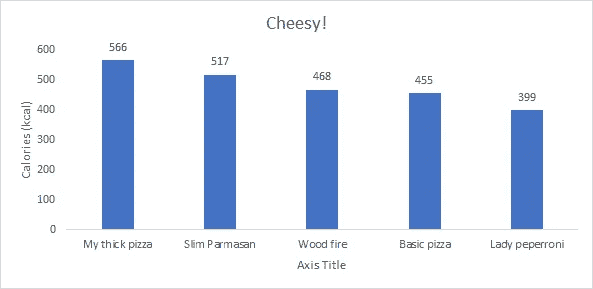 Cheesy!
Calories (kcal)
600
500
400
300
200
100
0
566
517
468
455
399
My thick pizza
Slim Parmasan
Wood fire
Basic pizza
Lady peperroni
Axis Title